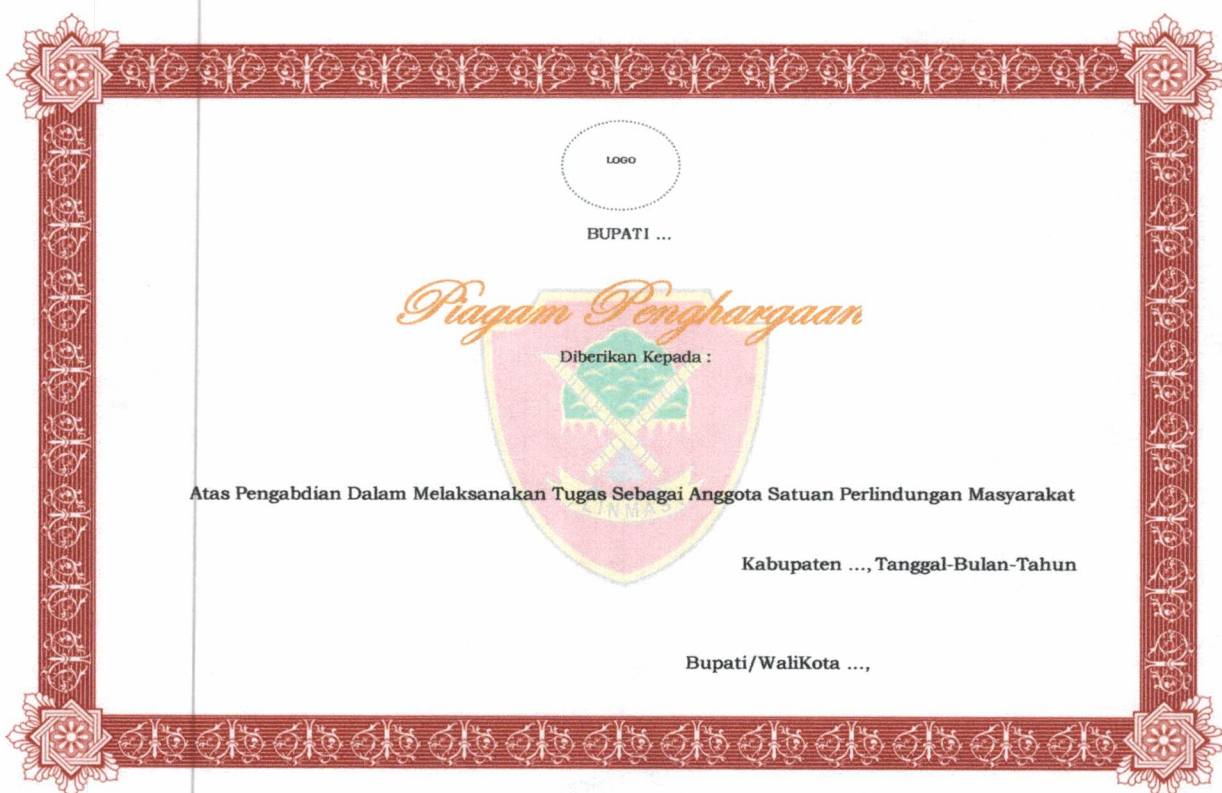 LOGO
BUPATI ...
Piagam Penghargaan
Diberikan Kepada :
Atas Pengabdian Dalam Melaksanakan Tugas Sebagai Anggota Satuan Perlindungan Masyarakat
LINMAS
Kabupaten ..., Tanggal-Bulan-Tahun
Bupati/WaliKota ...,